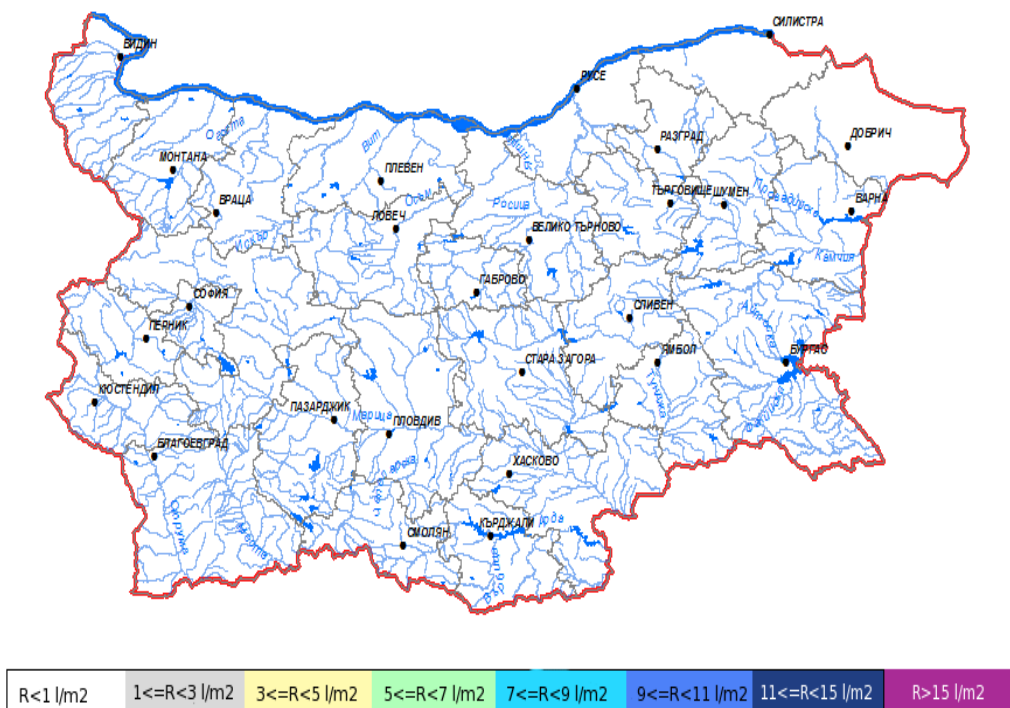 СИЛИСТРА
ВИДИН
РУСЕ
ДОБРИЧ
Огоста
Вит
РАЗГРАД
МОНТАНА
ПЛЕВЕН
ТЪРГОВИЩЕ
ШУМЕН
ВРАЦА
Росица
ВАРНА
ЛОВЕЧ
ВЕЛИКО ТЪРНОВО
Камчия
ГАБРОВО
СОФИЯ
СЛИВЕН
ПЕРНИК
ЯМБОЛ
БУРГАС
СТАРА ЗАГОРА
КЮСТЕНДИЛ
ПАЗАРДЖИК
Марица
ПЛОВДИВ
БЛАГОЕВГРАД
ХАСКОВО
Струма
Места
КЪРДЖАЛИ
СМОЛЯН
R<1 l/m2
1<=R<3 l/m2
3<=R<5 l/m2
5<=R<7 l/m2
7<=R<9 l/m2
9<=R<11 l/m2
11<=R<15 l/m2
R>15 l/m2